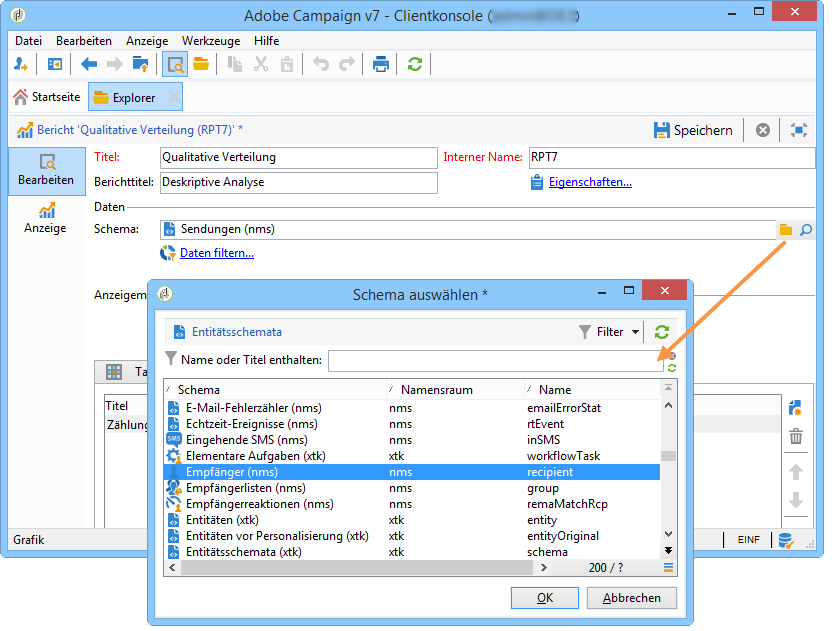 Adobe Campaign v7 - Clientkonsole
Datei Bearbeiten Anzeige Werkzeuge Hilfe
Startseite Explorer
Bericht 'Qualitative Verteilung (RPT7)' * Speichern
Bearbeiten
Anzeige
Titel: Qualitative Verteilung Interner Name: RPT7
Berichttitel: Deskriptive Analyse Eigenschaften...
Daten
Schema: Sendungen (nms)
Daten filtern...
Anzeigem
Ta
Titel
Zählung
Schema auswählen *
Entitätsschemata Filter
Name oder Titel enthalten:
Schema Namensraum Name
E-Mail-Fehlerzähler (nms) nms emailErrorStat
Echtzeit-Ereignisse (nms) nms rtEvent
SMS Eingehende SMS (nms) nms inSMS
Elementare Aufgaben (xtk) xtk workflowTask
Empfänger (nms) nms recipient
Empfängerlisten (nms) nms group
Empfängerreaktionen (nms) nms remaMatchRcp
Entitäten (xtk) xtk entity
Entitäten vor Personalisierung (xtk) xtk entityOriginal
Entitätsschemata (xtk) xtk schema
200 / ?
OK Abbrechen
Grafik EINF